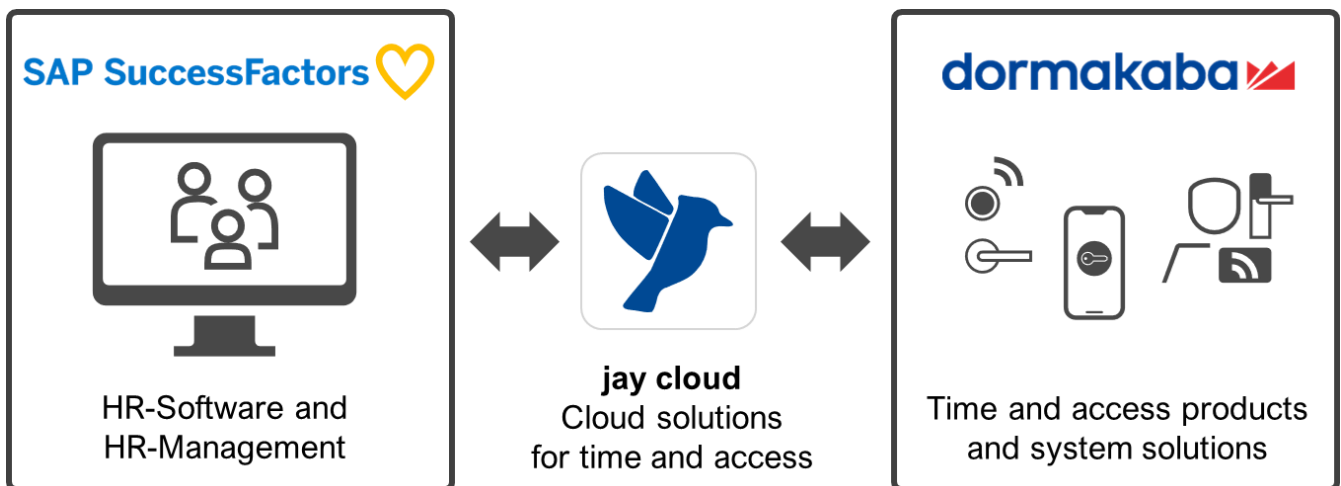 SAP SuccessFactors
HR-Software and
HR-Management
jay cloud
Cloud solutions
for time and access
dormakaba
Time and access products
and system solutions